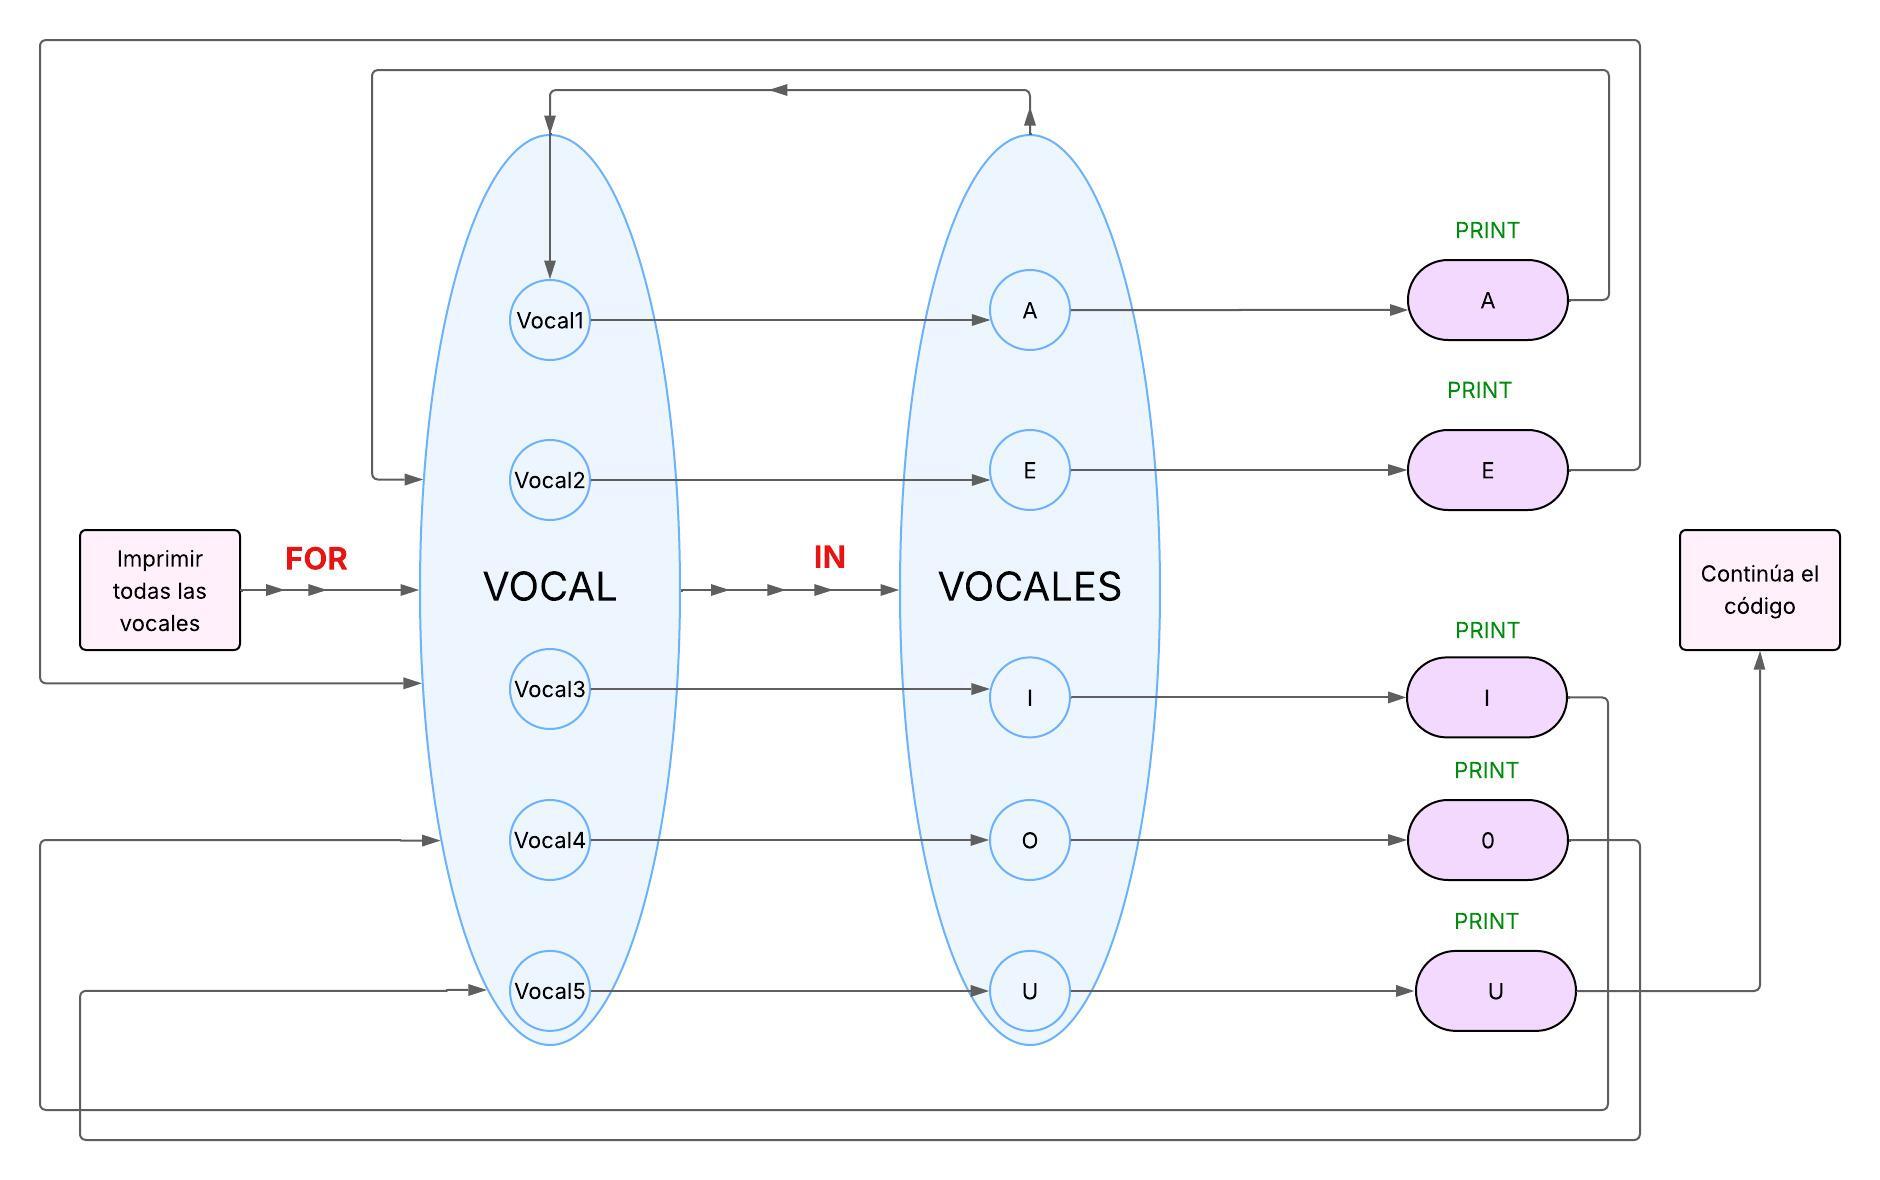 PRINT
A
Vocal1
A
PRINT
E
Vocal2
E
Imprimir
todas las
vocales
FOR
VOCAL
IN
VOCALES
Continúa el
código
PRINT
Vocal3
I
I
PRINT
Vocal4
O
0
PRINT
Vocal5
U
U